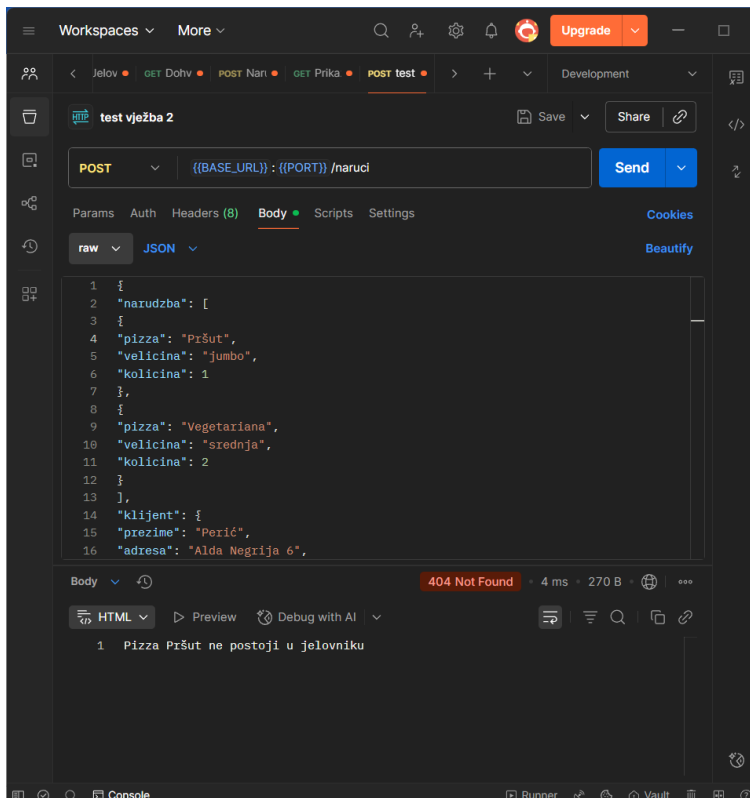 Workspaces More Upgrade
Jelov GET Dohv POST Naru GET Prika POST test Development
HTTP test vježba 2 Save Share
POST {{BASE_URL}} : {{PORT}} /naruci Send
Params Auth Headers (8) Body Scripts Settings Cookies
raw JSON Beautify
1 {
2 "narudzba": [
3 {
4 "pizza": "Pršut",
5 "velicina": "jumbo",
6 "kolicina": 1
7 },
8 {
9 "pizza": "Vegetariana",
10 "velicina": "srednja",
11 "kolicina": 2
12 }
13 ],
14 "klijent": {
15 "prezime": "Perić",
16 "adresa": "Alda Negrija 6",
Body 404 Not Found • 4 ms • 270 B •
HTML Preview Debug with AI
1 Pizza Pršut ne postoji u jelovniku
Console Runner Vault